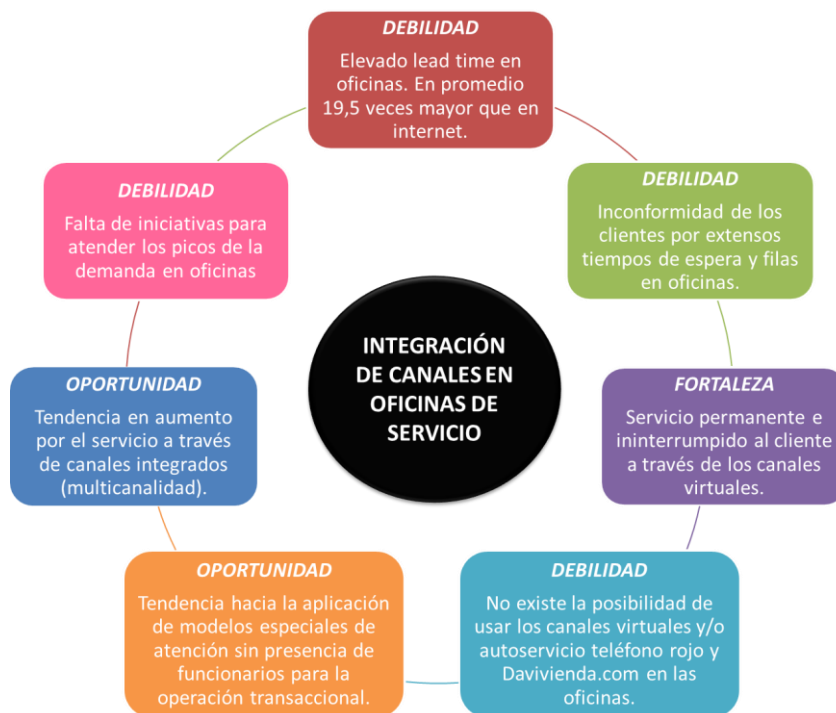 DEBILIDAD
Elevado lead time en
oficinas. En promedio
19,5 veces mayor que en
internet.
DEBILIDAD
Inconformidad de los
clientes por extensos
tiempos de espera y filas
en oficinas.
FORTALEZA
Servicio permanente e
ininterrumpido al cliente
a través de los canales
virtuales.
DEBILIDAD
No existe la posibilidad de
usar los canales virtuales y/o
autoservicio teléfono rojo y
Davivienda.com en las
oficinas.
OPORTUNIDAD
Tendencia hacia la aplicación
de modelos especiales de
atención sin presencia de
funcionarios para la
operación transaccional.
OPORTUNIDAD
Tendencia en aumento
por el servicio a través
de canales integrados
(multicanalidad).
DEBILIDAD
Falta de iniciativas para
atender los picos de la
demanda en oficinas
INTEGRACIÓN
DE CANALES EN
OFICINAS DE
SERVICIO